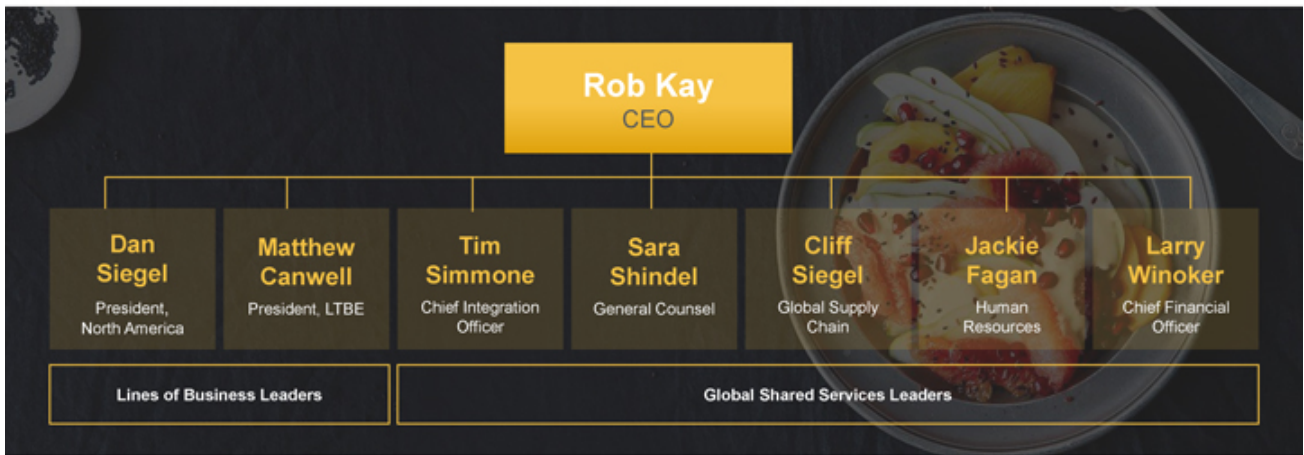 Rob Kay
CEO
Dan
Siegel
President,
North America
Matthew
Canwell
President, LTBE
Tim
Simmone
Chief Integration
Officer
Sara
Shindel
General Counsel
Cliff
Siegel
Global Supply
Chain
Jackie
Fagan
Human
Resources
Larry
Winoker
Chief Financial
Officer
Lines of Business Leaders
Global Shared Services Leaders